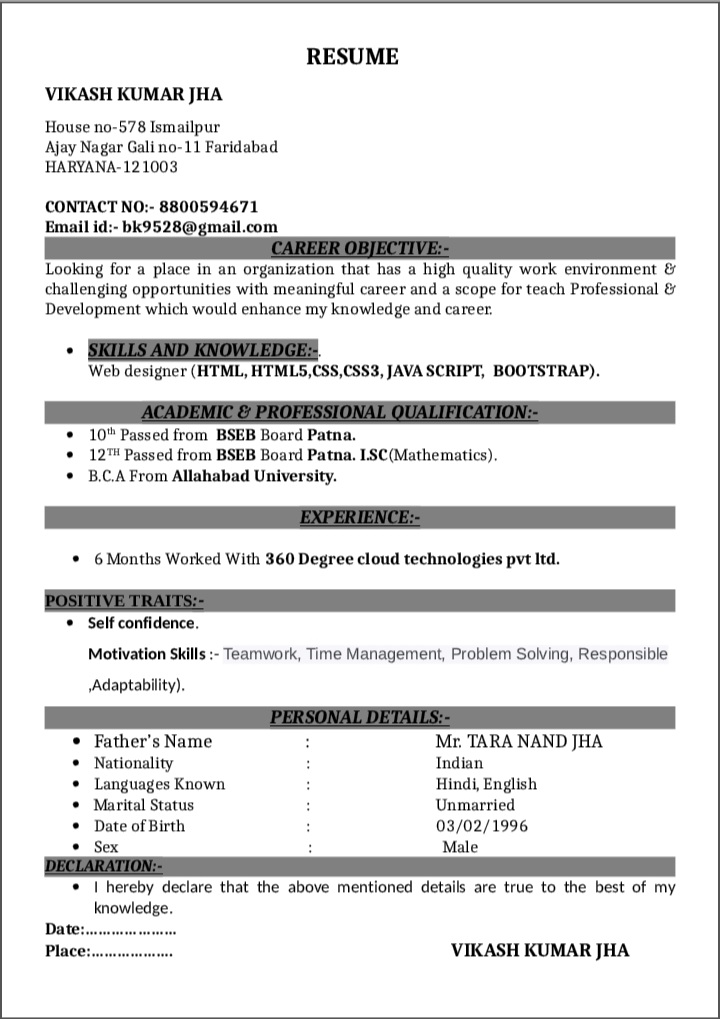 RESUME
VIKASH KUMAR JHA
House no-578 Ismailpur
Ajay Nagar Gali no-11 Faridabad
HARYANA-121003
CONTACT NO:- 8800594671
Email id:- bk9528@gmail.com
CAREER OBJECTIVE:-
Looking for a place in an organization that has a high quality work environment &
challenging opportunities with meaningful career and a scope for teach Professional &
Development which would enhance my knowledge and career.
• SKILLS AND KNOWLEDGE:-.
Web designer (HTML, HTML5,CSS,CSS3, JAVA SCRIPT, BOOTSTRAP).
ACADEMIC & PROFESSIONAL QUALIFICATION:-
• 10th Passed from BSEB Board Patna.
• 12TH Passed from BSEB Board Patna. I.SC(Mathematics).
• B.C.A From Allahabad University.
EXPERIENCE:-
• 6 Months Worked With 360 Degree cloud technologies pvt ltd.
POSITIVE TRAITS:-
• Self confidence.
Motivation Skills :- Teamwork, Time Management, Problem Solving, Responsible
,Adaptability).
PERSONAL DETAILS:-
• Father's Name : Mr. TARA NAND JHA
• Nationality : Indian
• Languages Known : Hindi, English
• Marital Status : Unmarried
• Date of Birth : 03/02/1996
• Sex : Male
DECLARATION:-
• I hereby declare that the above mentioned details are true to the best of my
knowledge.
Date:.....................
Place:................... VIKASH KUMAR JHA